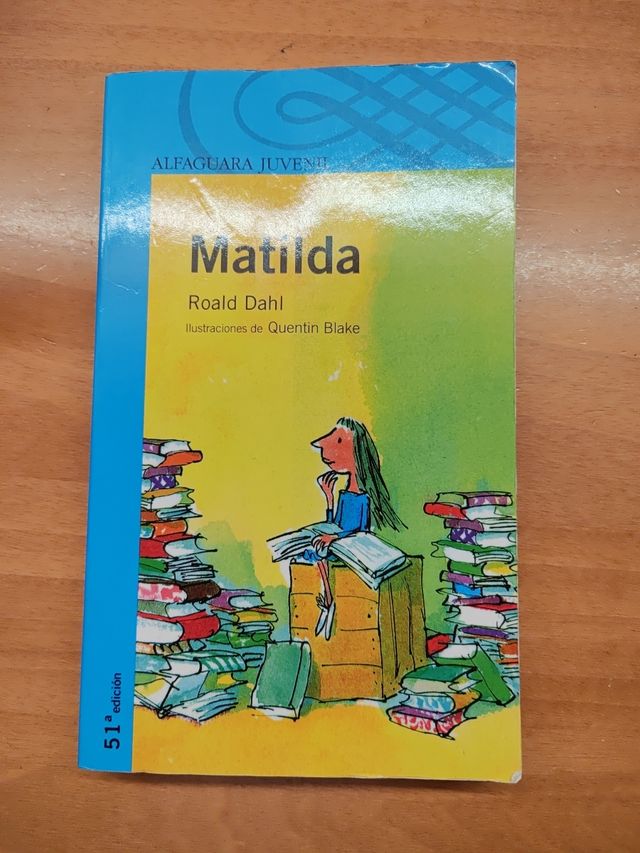 ALFAGUARA JUVENIL
Matilda
Roald Dahl
Ilustraciones de Quentin Blake
51ª edición